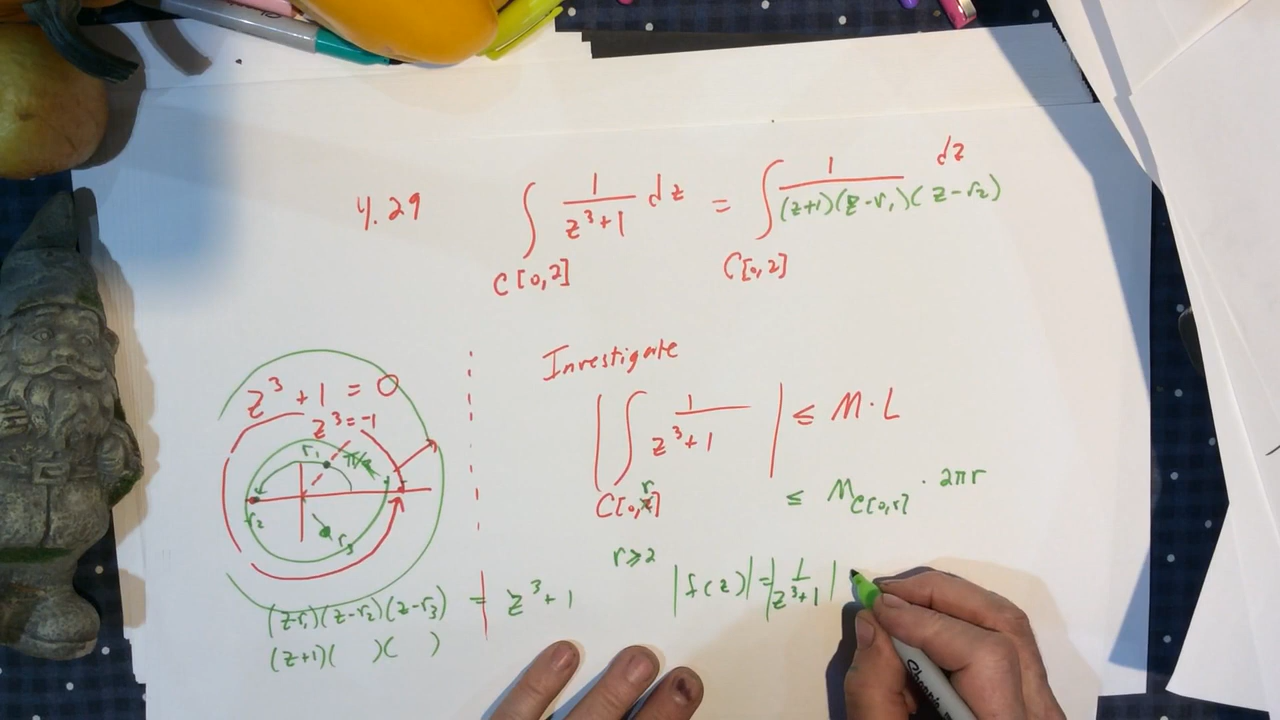 4.29 ∫ 1/(z³+1) dz = ∫ 1/((z+1)(z-r₁)(z-r₂)) dz
C[0,2] C[0,2]
Investigate
| ∫ 1/(z³+1) | ≤ M·L
C[0,r]
≤ M_C[0,r] · 2πr
r≥2
|f(z)| = |1/(z³+1)|
z³+1 = 0
z³=-1
r₁
r₂
r₃
(z-r₁)(z-r₂)(z-r₃) = z³+1
(z+1)( )( )
Sharpie